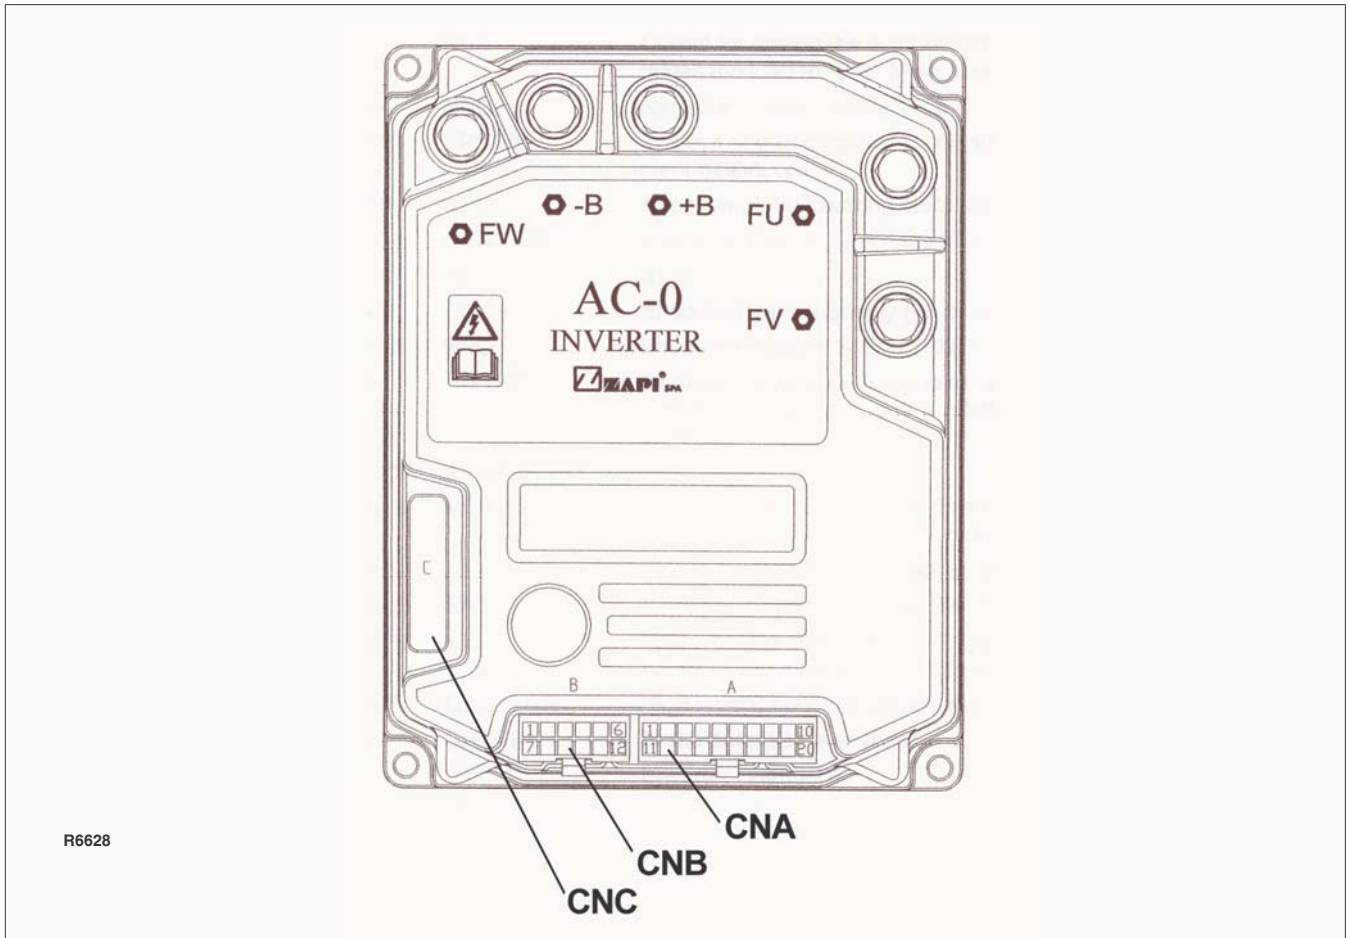 -B
+B
FU
FW
AC-0
INVERTER
FV
ZAPI® SPA
C
B
A
1 6
7 12
1 10
11 20
CNA
CNB
CNC
R6628